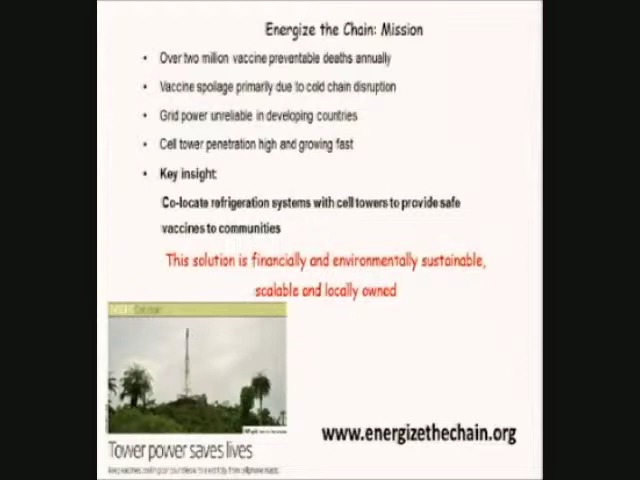 Energize the Chain: Mission
• Over two million vaccine preventable deaths annually
• Vaccine spoilage primarily due to cold chain disruption
• Grid power unreliable in developing countries
• Cell tower penetration high and growing fast
• Key insight:
Co-locate refrigeration systems with cell towers to provide safe
vaccines to communities
This solution is financially and environmentally sustainable,
scalable and locally owned
www.energizethechain.org
Tower power saves lives